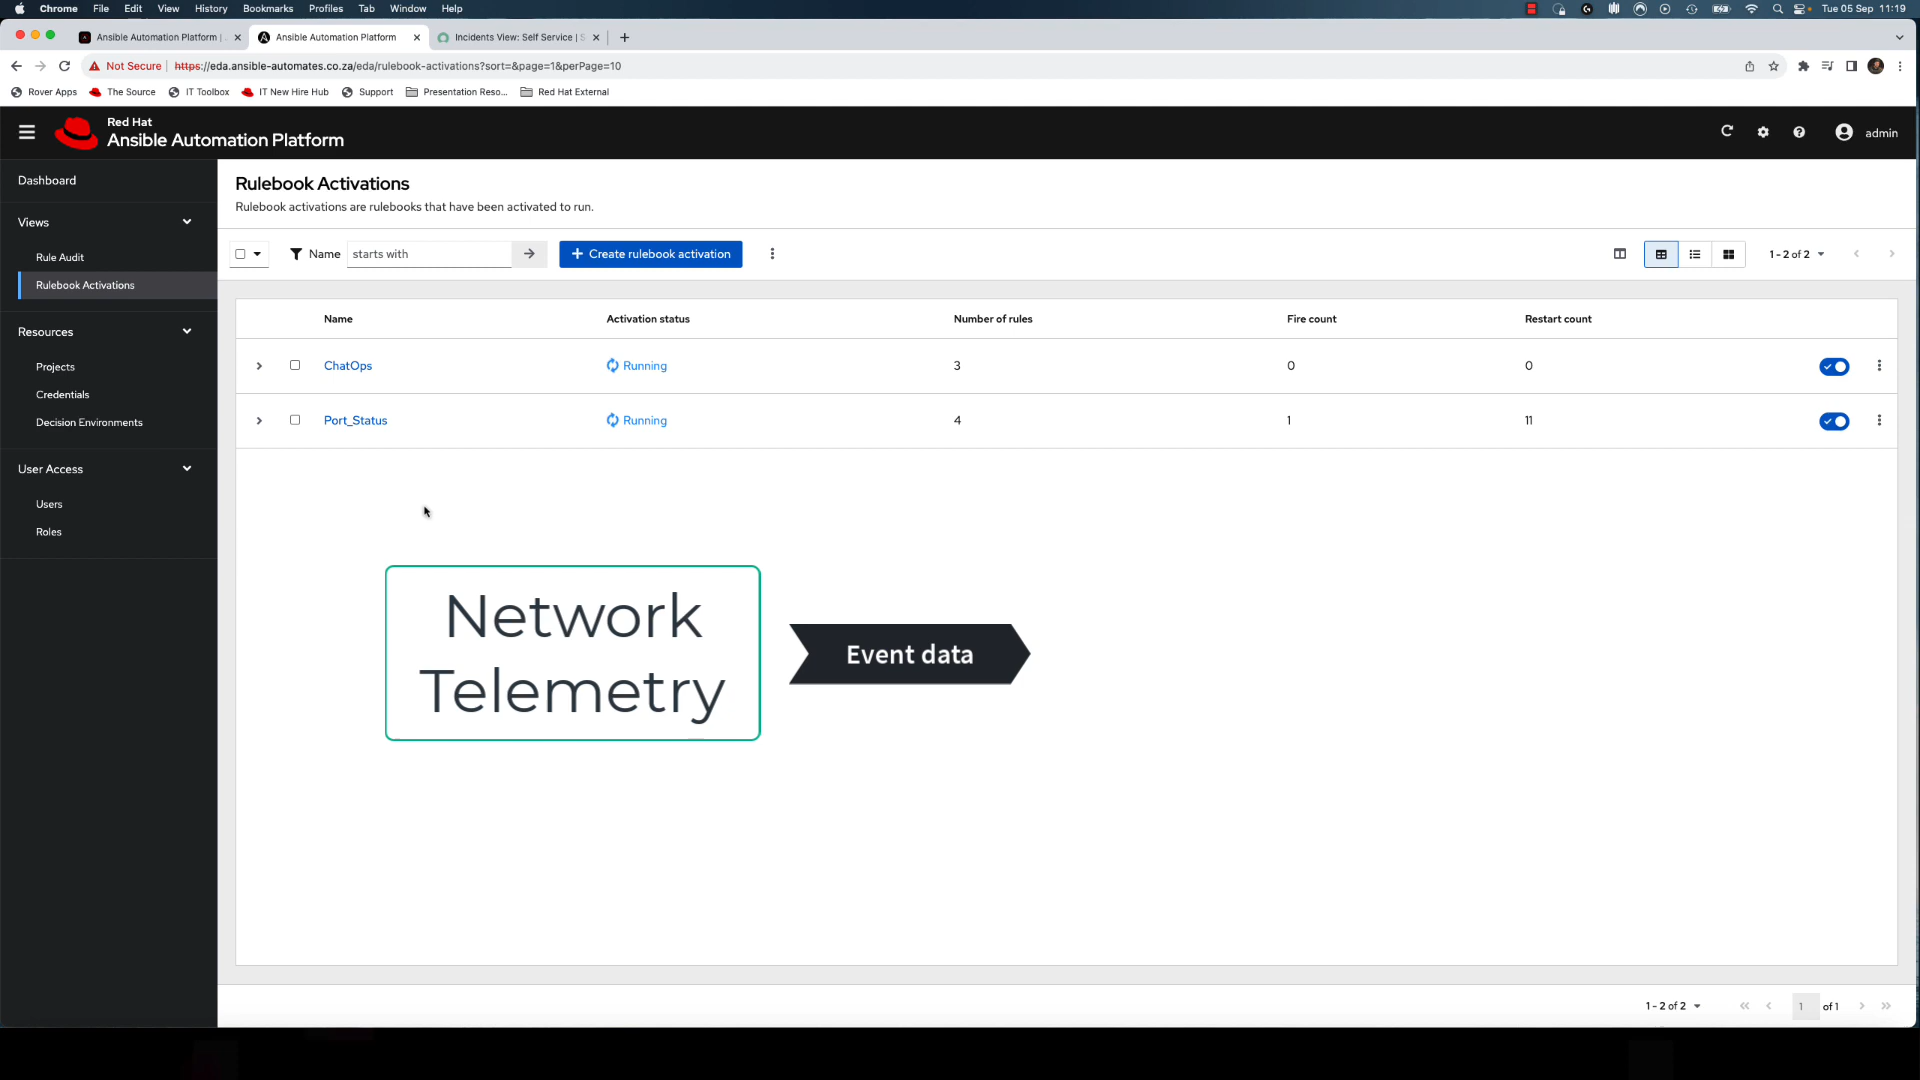 Chrome File Edit View History Bookmarks Profiles Tab Window Help Tue 05 Sep 11:19
Ansible Automation Platform | Ansible Automation Platform Incidents View: Self Service |
Not Secure https://eda.ansible-automates.co.za/eda/rulebook-activations?sort=&page=1&perPage=10
Rover Apps The Source IT Toolbox IT New Hire Hub Support Presentation Reso... Red Hat External
Red Hat
Ansible Automation Platform
admin
Dashboard
Views
Rule Audit
Rulebook Activations
Resources
Projects
Credentials
Decision Environments
User Access
Users
Roles
Rulebook Activations
Rulebook activations are rulebooks that have been activated to run.
Name starts with + Create rulebook activation 1 - 2 of 2
Name Activation status Number of rules Fire count Restart count
ChatOps Running 3 0 0
Port_Status Running 4 1 11
Network
Telemetry
Event data
1 - 2 of 2 1 of 1